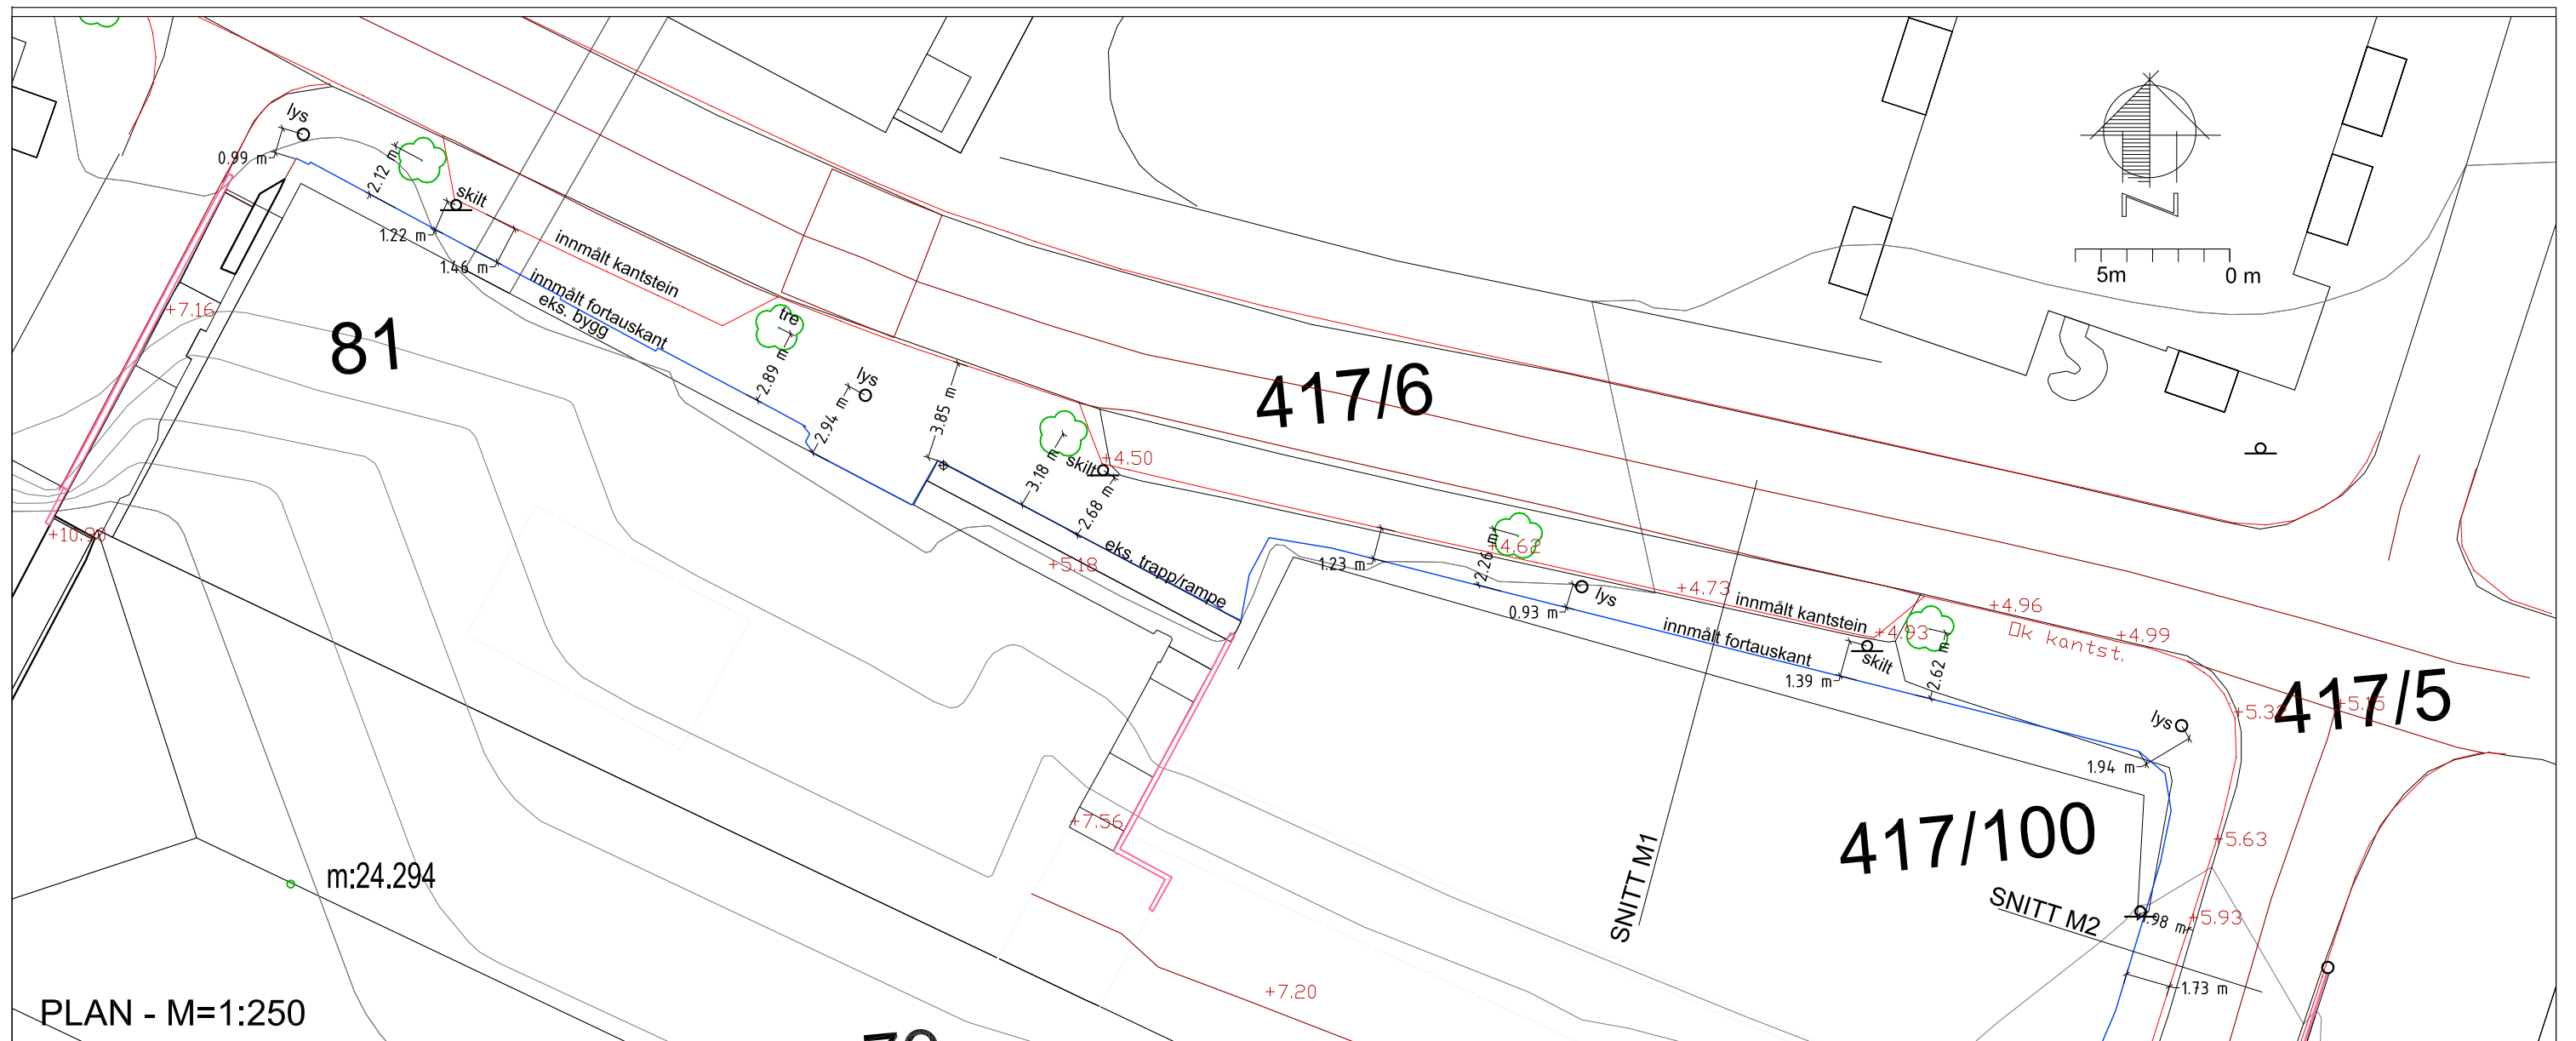 lys
0.99 m
2.12 m
skilt
1.22 m
1.46 m
innmålt kantstein
innmålt fortauskant
eks. bygg
tre
2.89 m
lys
2.94 m
3.85 m
+7.16
81
417/6
5m
0 m
N
3.18 m
skilt
+4.50
2.68 m
eks. trapp/rampe
+5.18
1.23 m
2.26 m
+4.62
lys
0.93 m
+4.73
innmålt kantstein
innmålt fortauskant
+4.93
skilt
1.39 m
2.62 m
+4.96
Ok kantst.
+4.99
417/5
+5.15
lys
1.94 m
+10.20
+7.56
417/100
+5.63
SNITT M1
SNITT M2
+5.93
1.73 m
m:24.294
+7.20
PLAN - M=1:250